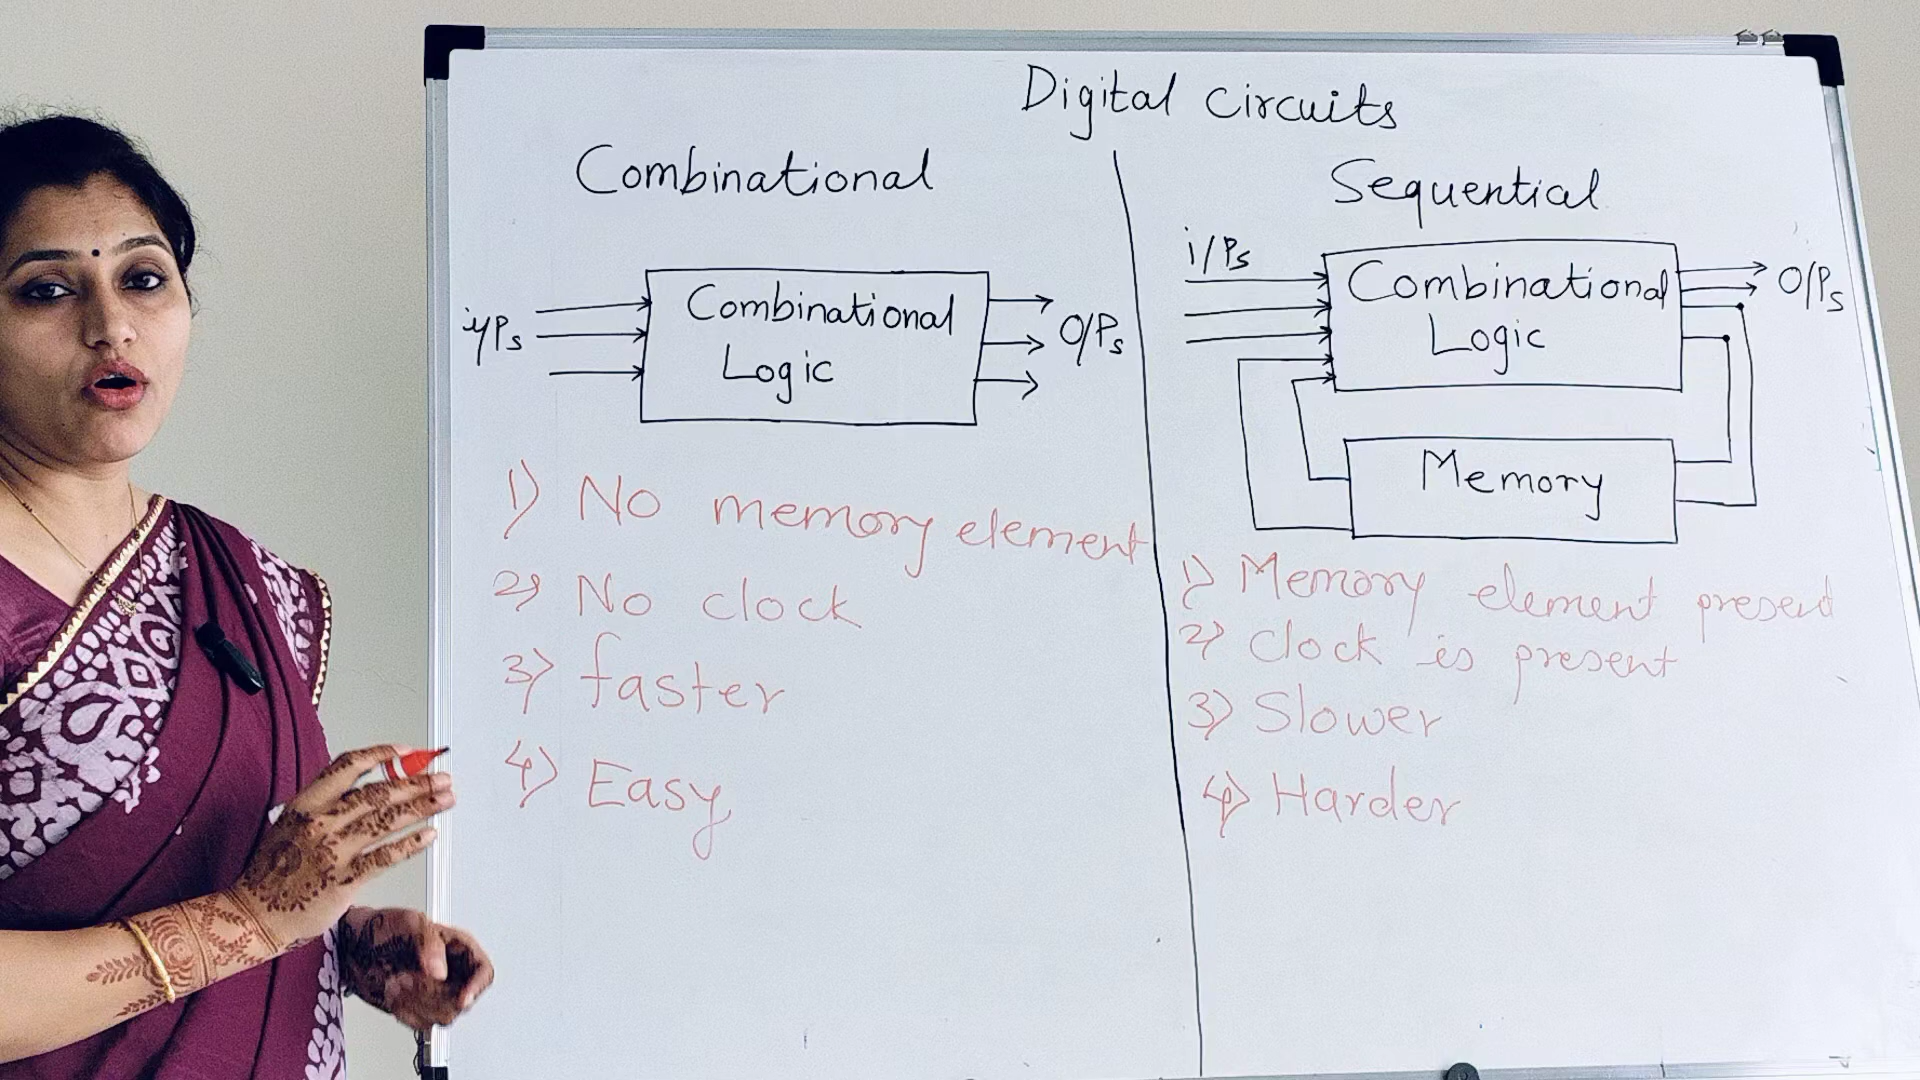 Digital Circuits
Combinational
i/Ps
Combinational
Logic
O/Ps
1) No memory element
2) No clock
3) faster
4) Easy
Sequential
i/Ps
Combinational
Logic
O/Ps
Memory
1) Memory element present
2) Clock is present
3) Slower
4) Harder